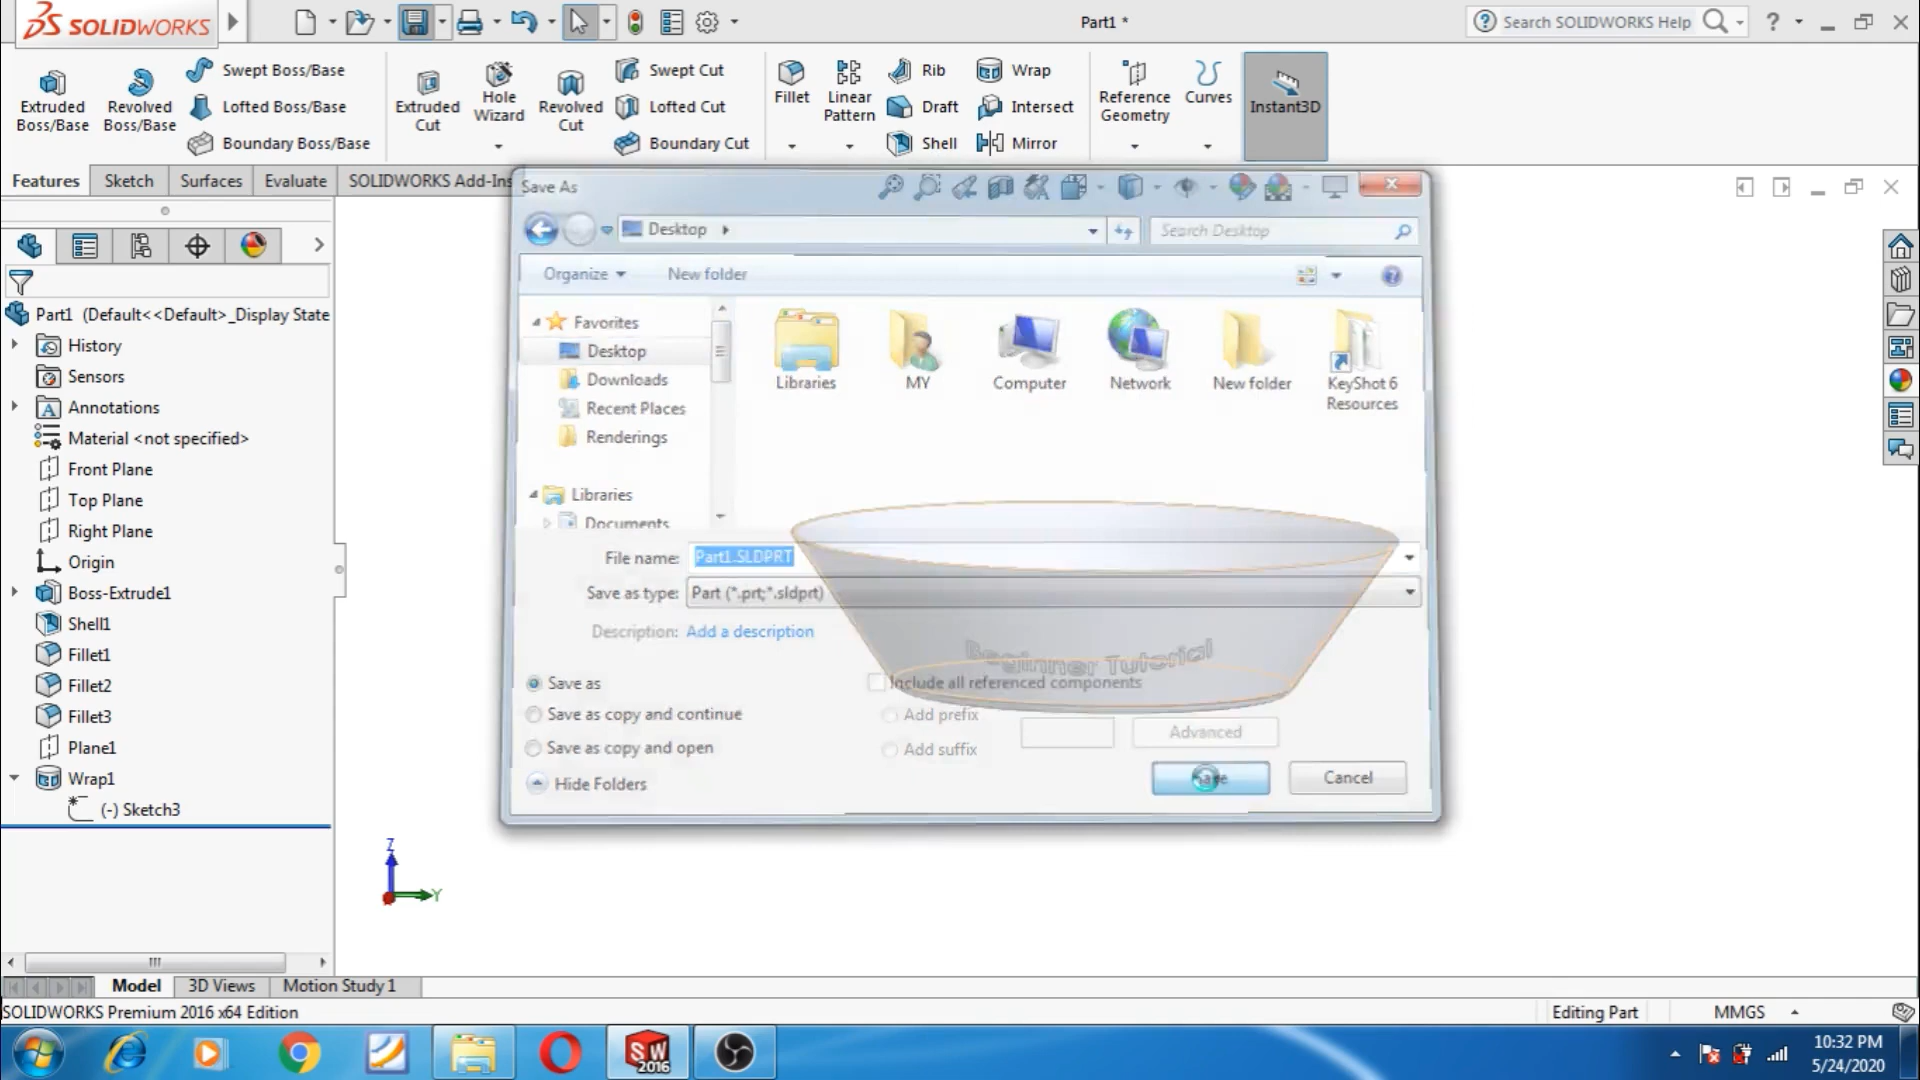 SOLIDWORKS
Part1 *
Search SOLIDWORKS Help
Extruded Boss/Base
Revolved Boss/Base
Swept Boss/Base
Lofted Boss/Base
Boundary Boss/Base
Extruded Cut
Hole Wizard
Revolved Cut
Swept Cut
Lofted Cut
Boundary Cut
Fillet
Linear Pattern
Rib
Draft
Shell
Wrap
Intersect
Mirror
Reference Geometry
Curves
Instant3D
Features
Sketch
Surfaces
Evaluate
SOLIDWORKS Add-Ins
Part1 (Default<<Default>_Display State
History
Sensors
Annotations
Material <not specified>
Front Plane
Top Plane
Right Plane
Origin
Boss-Extrude1
Shell1
Fillet1
Fillet2
Fillet3
Plane1
Wrap1
(-) Sketch3
Save As
Desktop
Search Desktop
Organize
New folder
Favorites
Desktop
Downloads
Recent Places
Renderings
Libraries
Documents
Libraries
MY
Computer
Network
New folder
KeyShot 6 Resources
File name:
Part1.SLDPRT
Save as type:
Part (*.prt;*.sldprt)
Description:
Add a description
Save as
Save as copy and continue
Save as copy and open
Include all referenced components
Add prefix
Add suffix
Advanced
Hide Folders
Save
Cancel
Beginner Tutorial
Z
Y
Model
3D Views
Motion Study 1
SOLIDWORKS Premium 2016 x64 Edition
Editing Part
MMGS
SW
2016
10:32 PM
5/24/2020